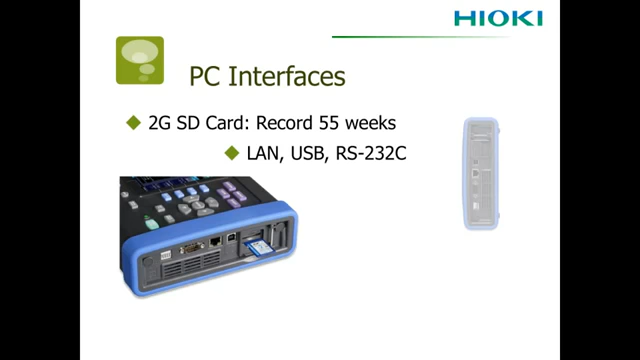 HIOKI
PC Interfaces
2G SD Card: Record 55 weeks
LAN, USB, RS-232C